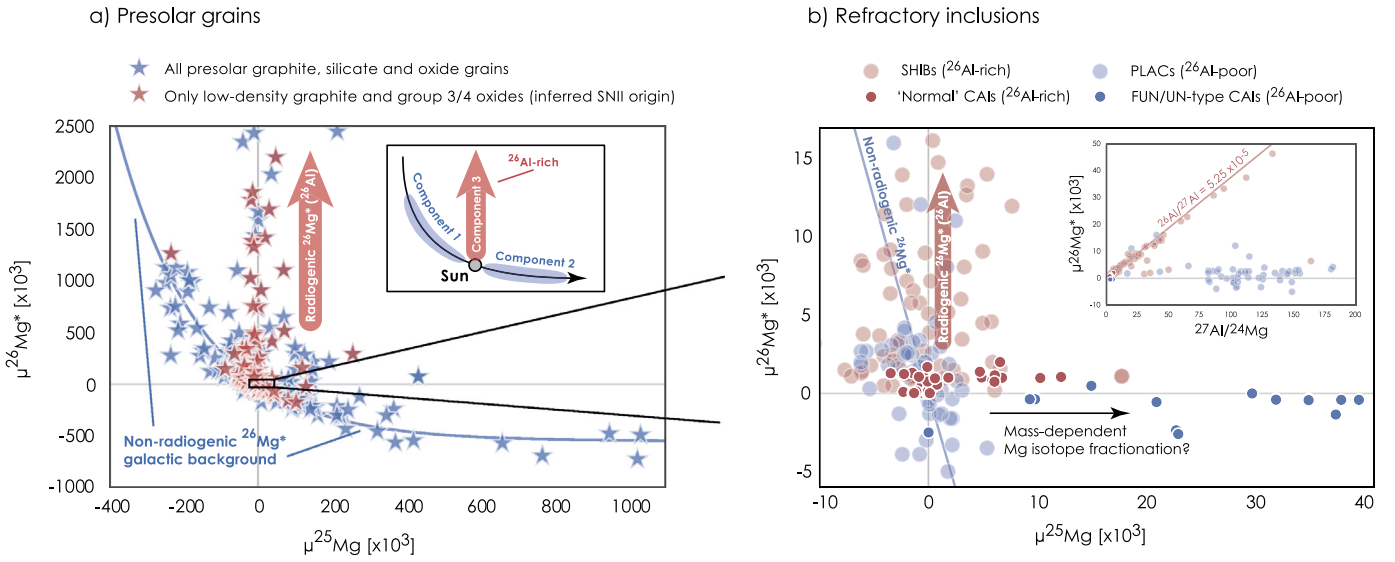 a) Presolar grains
All presolar graphite, silicate and oxide grains
Only low-density graphite and group 3/4 oxides (inferred SNII origin)
2500
2000
1500
1000
500
0
-500
-1000
μ²⁶Mg* [x10³]
-400
-200
0
200
400
600
800
1000
μ²⁵Mg [x10³]
Radiogenic ²⁶Mg* (²⁶Al)
Non-radiogenic ²⁶Mg*
galactic background
²⁶Al-rich
Component 1
Component 3
Component 2
Sun
b) Refractory inclusions
SHIBs (²⁶Al-rich)
PLACs (²⁶Al-poor)
'Normal' CAIs (²⁶Al-rich)
FUN/UN-type CAIs (²⁶Al-poor)
15
10
5
0
-5
μ²⁶Mg* [x10³]
-10
0
10
20
30
40
μ²⁵Mg [x10³]
Non-radiogenic ²⁶Mg*
Radiogenic ²⁶Mg* (²⁶Al)
Mass-dependent
Mg isotope fractionation?
50
40
30
20
10
0
-10
μ²⁶Mg* [x10³]
²⁶Al/²⁷Al = 5.25 x10⁻⁵
0
25
50
75
100
125
150
175
200
²⁷Al/²⁴Mg